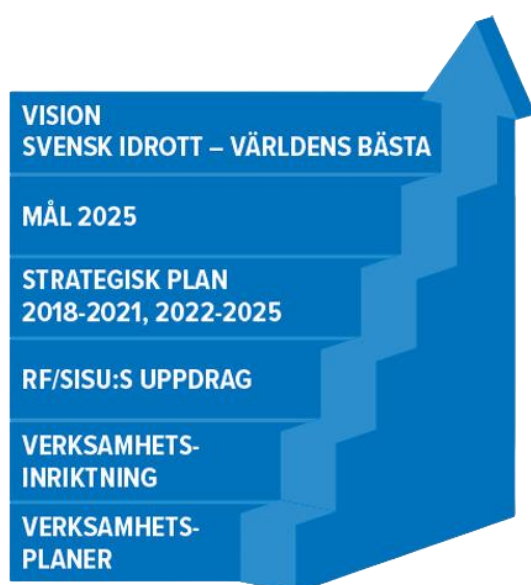 VISION
SVENSK IDROTT – VÄRLDENS BÄSTA
MÅL 2025
STRATEGISK PLAN
2018-2021, 2022-2025
RF/SISU:S UPPDRAG
VERKSAMHETS-
INRIKTNING
VERKSAMHETS-
PLANER